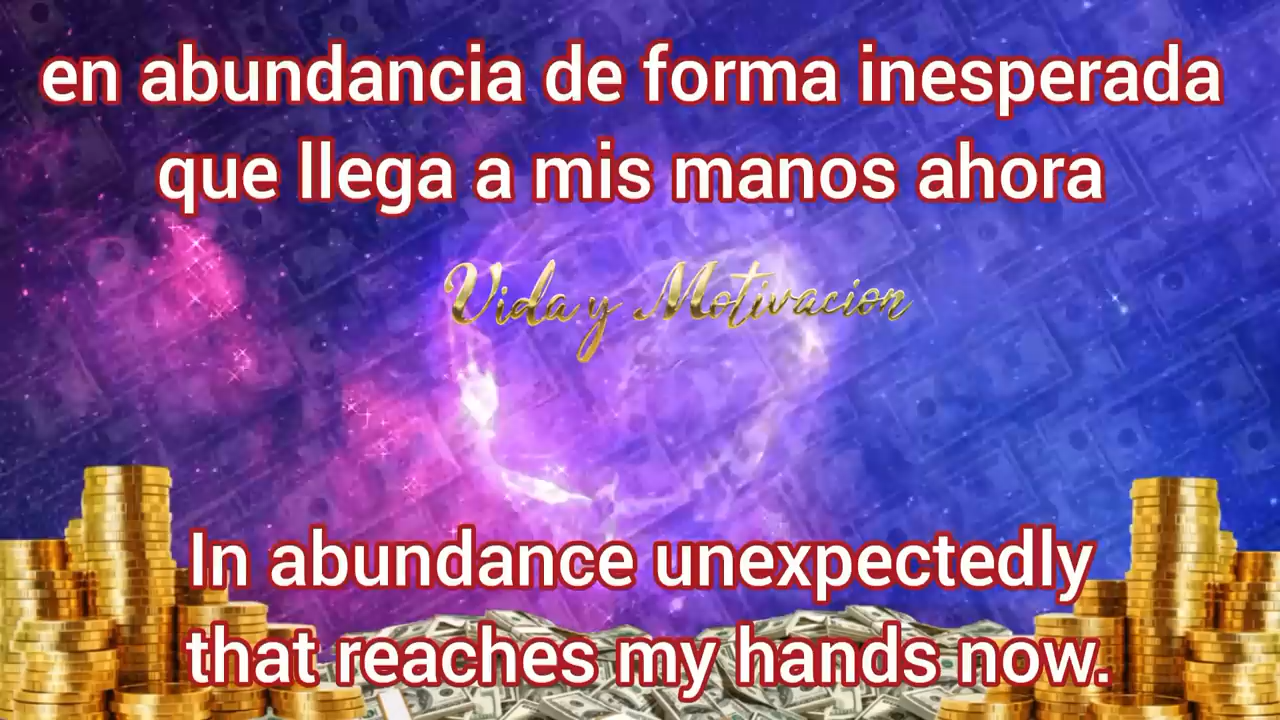 en abundancia de forma inesperada
que llega a mis manos ahora
Vida y Motivacion
In abundance unexpectedly
that reaches my hands now.